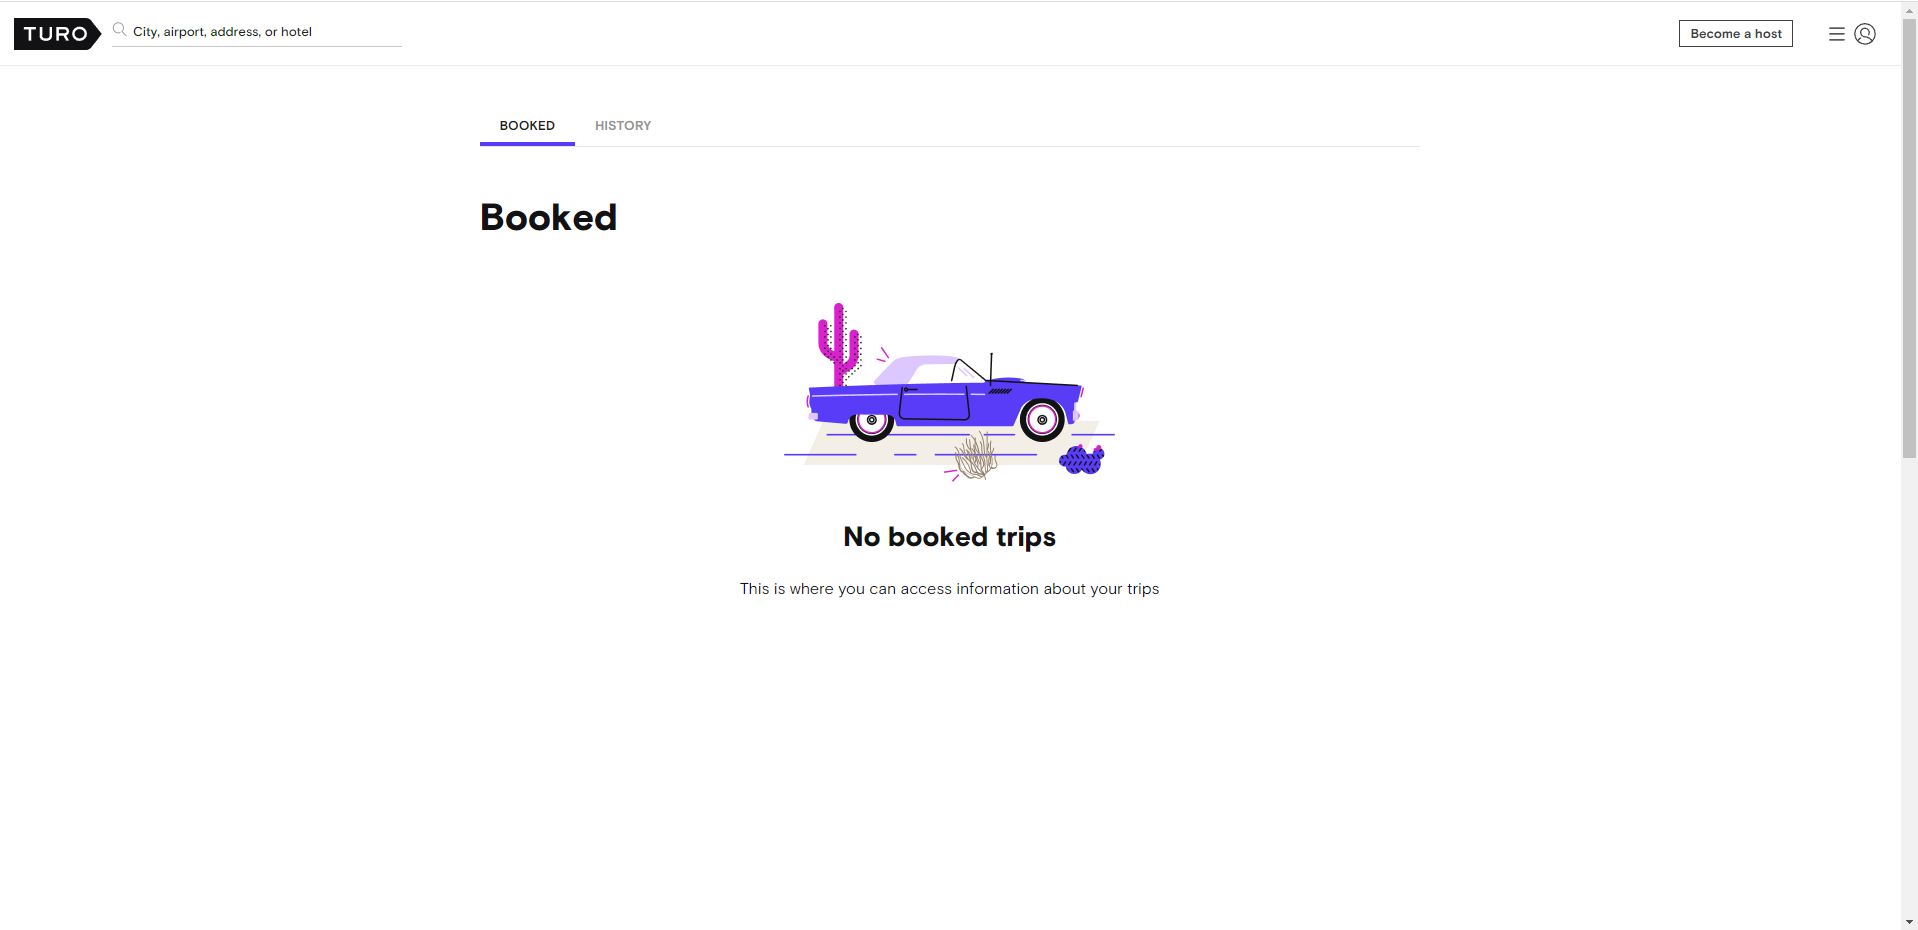 TURO
City, airport, address, or hotel
Become a host
BOOKED
HISTORY
Booked
No booked trips
This is where you can access information about your trips